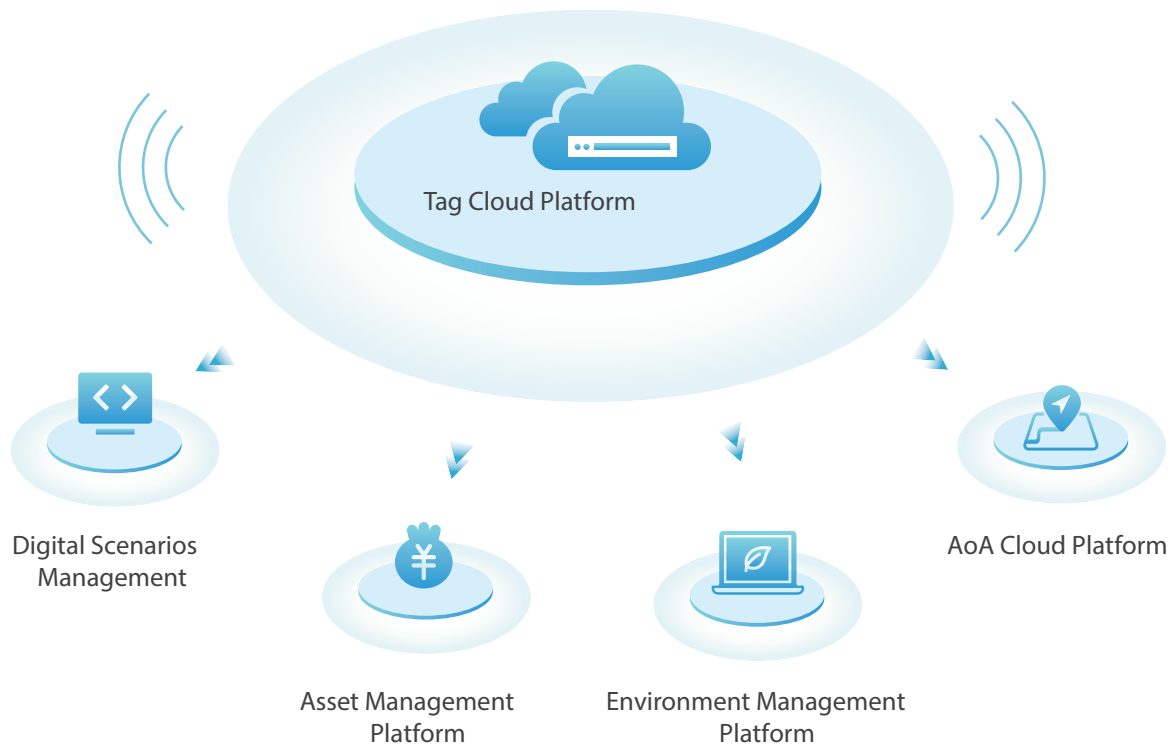 Tag Cloud Platform
Digital Scenarios
Management
AoA Cloud Platform
¥
Asset Management
Platform
Environment Management
Platform